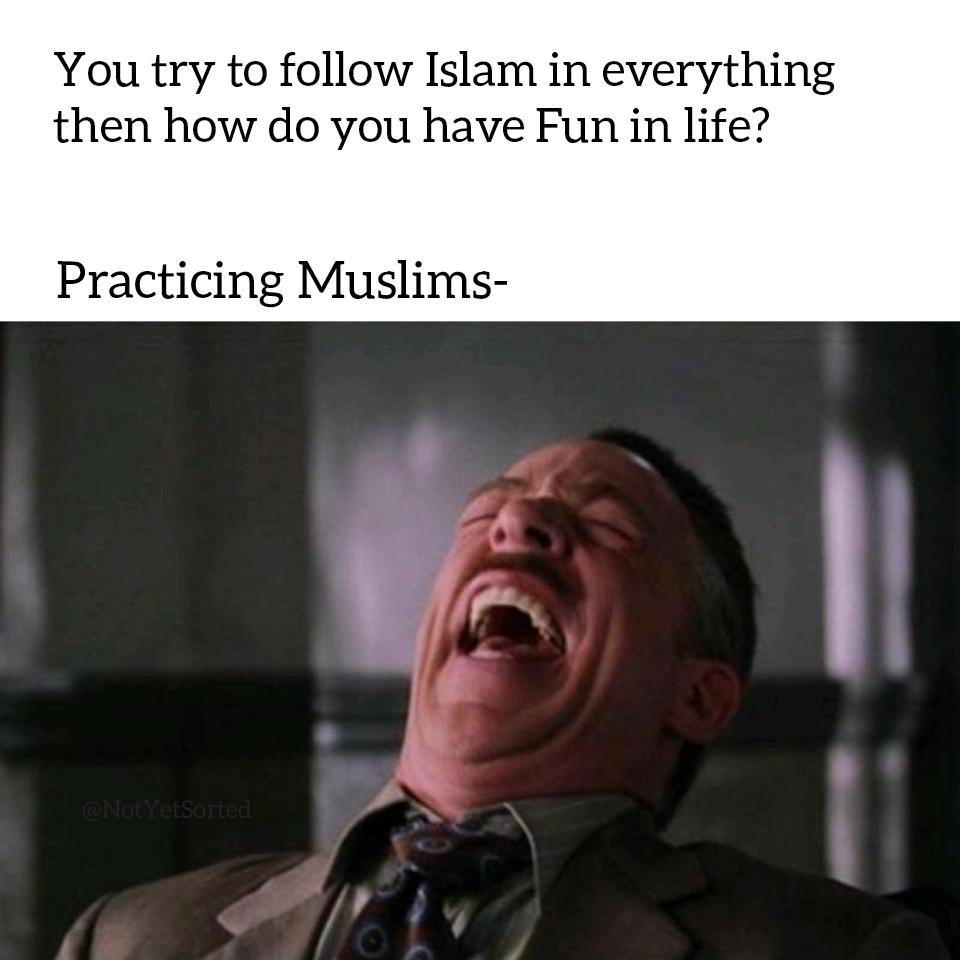 You try to follow Islam in everything
then how do you have Fun in life?
Practicing Muslims-
@NotYetSorted